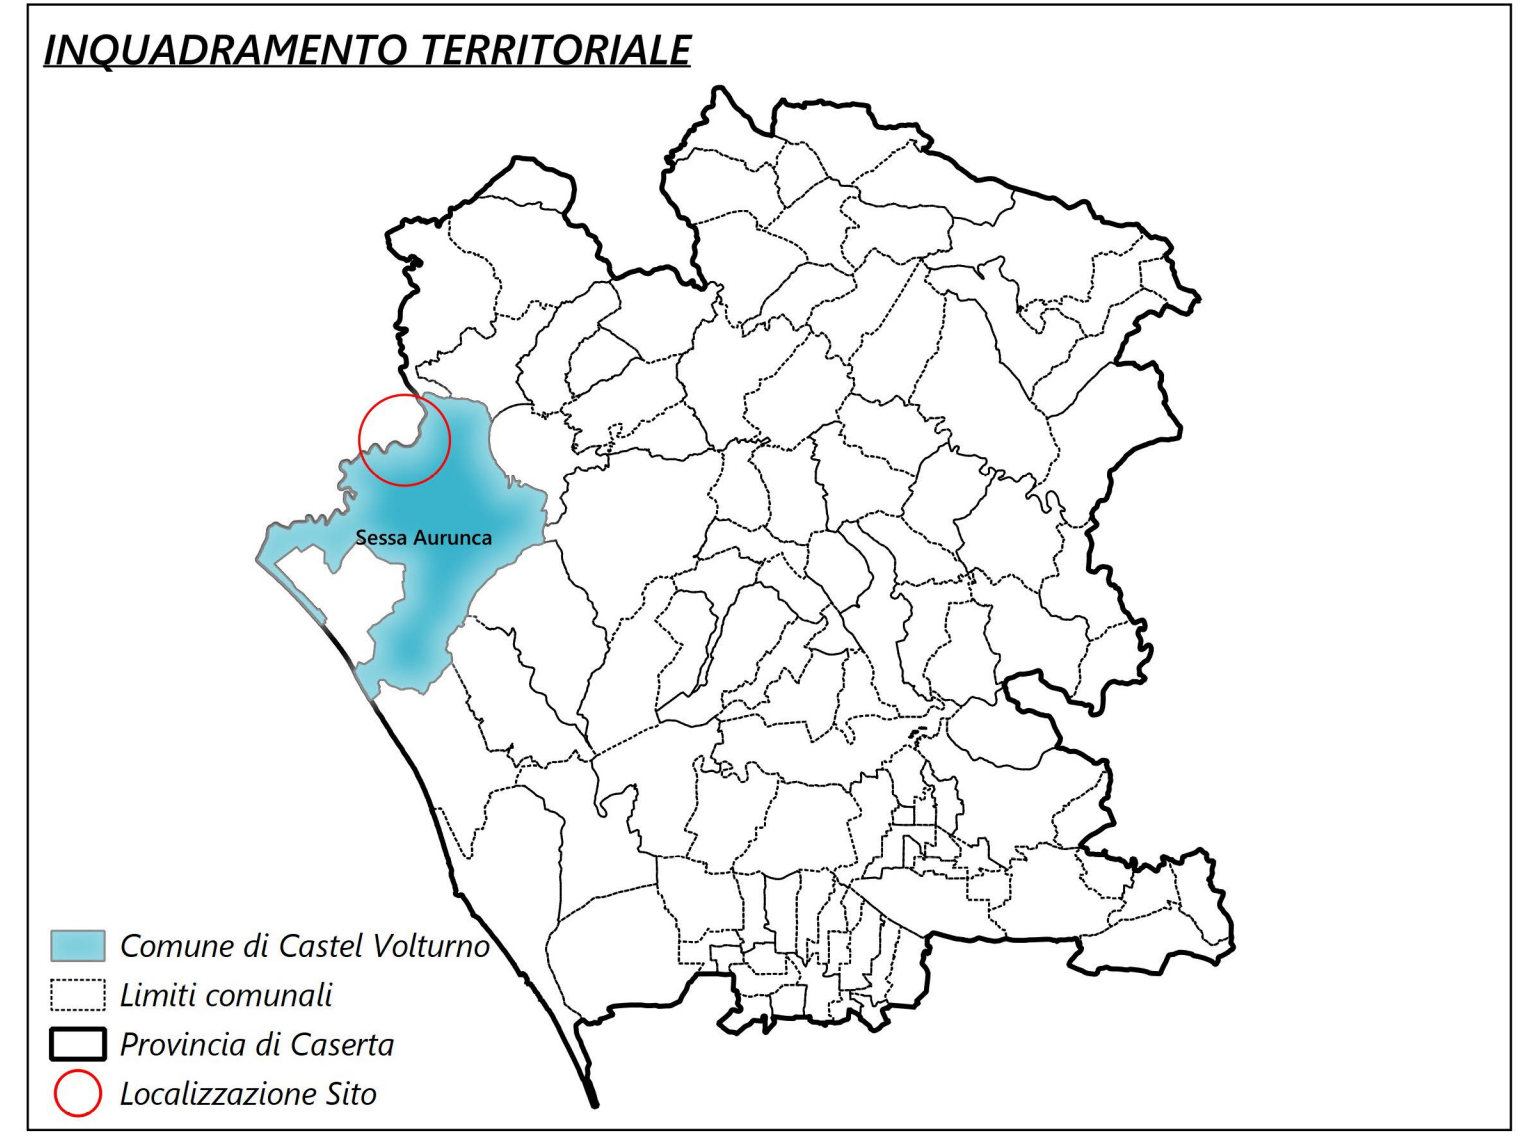 INQUADRAMENTO TERRITORIALE
Sessa Aurunca
Comune di Castel Volturno
Limiti comunali
Provincia di Caserta
Localizzazione Sito